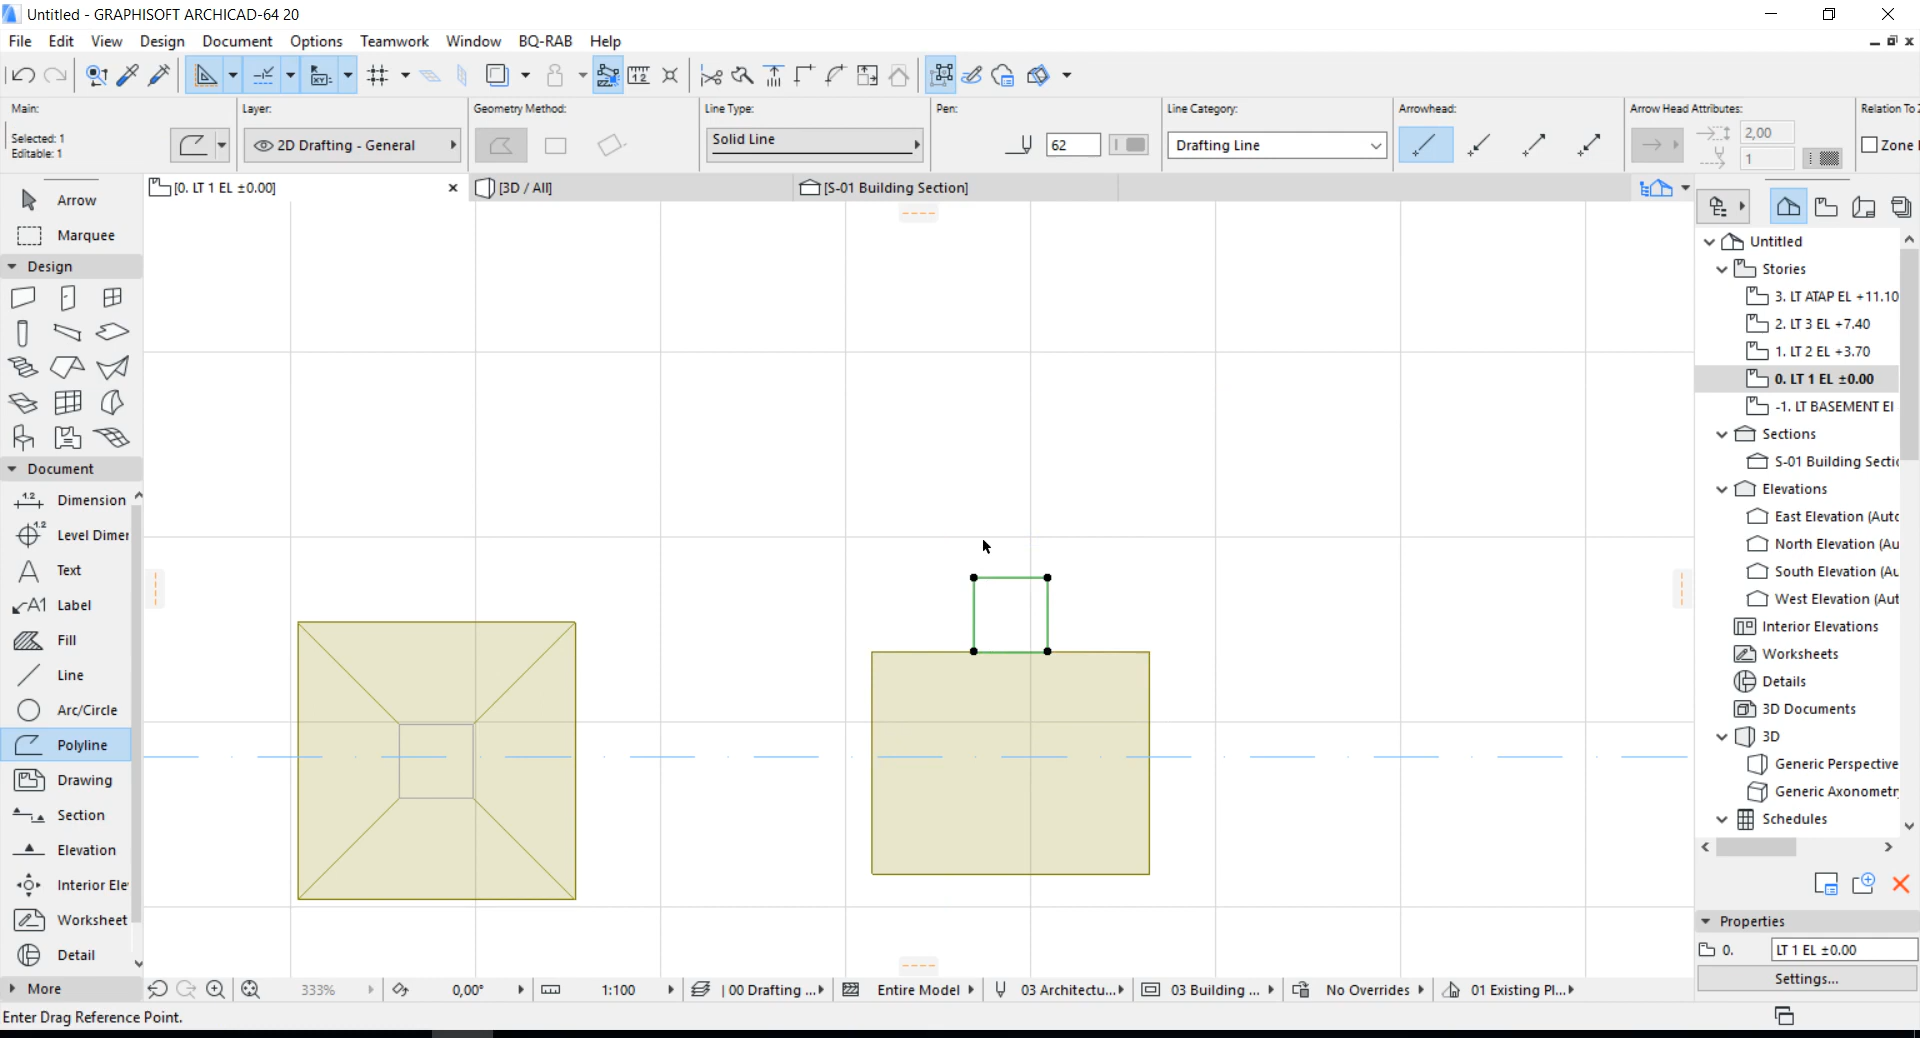 Untitled - GRAPHISOFT ARCHICAD-64 20
File Edit View Design Document Options Teamwork Window BQ-RAB Help
Main: Layer: Geometry Method: Line Type: Pen: Line Category: Arrowhead: Arrow Head Attributes: Relation To
Selected: 1
Editable: 1
2D Drafting - General
Solid Line
62
Drafting Line
2,00
1
Zone
[0. LT 1 EL ±0.00] [3D / All] [S-01 Building Section]
Arrow
Marquee
Design
Document
1.2 Dimension
1.2 Level Dimer
Text
A1 Label
Fill
Line
Arc/Circle
Polyline
Drawing
Section
Elevation
Interior Ele
Worksheet
Detail
More
Untitled
Stories
3. LT ATAP EL +11.10
2. LT 3 EL +7.40
1. LT 2 EL +3.70
0. LT 1 EL ±0.00
-1. LT BASEMENT El
Sections
S-01 Building Sectic
Elevations
East Elevation (Autc
North Elevation (Au
South Elevation (Au
West Elevation (Aut
Interior Elevations
Worksheets
Details
3D Documents
3D
Generic Perspective
Generic Axonometr
Schedules
Properties
0. LT 1 EL ±0.00
Settings...
333% 0,00° 1:100 00 Drafting ... Entire Model 03 Architectu... 03 Building ... No Overrides 01 Existing Pl...
Enter Drag Reference Point.